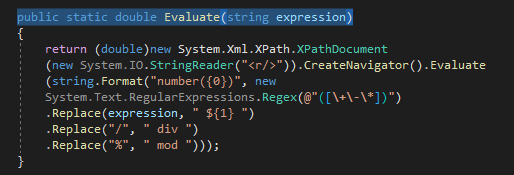 public static double Evaluate(string expression)
{
return (double)new System.Xml.XPath.XPathDocument
(new System.IO.StringReader("<r/>")).CreateNavigator().Evaluate
(string.Format("number({0})", new
System.Text.RegularExpressions.Regex(@"([\+\-\*])")
.Replace(expression, " ${1} ")
.Replace("/", " div ")
.Replace("%", " mod ")));
}